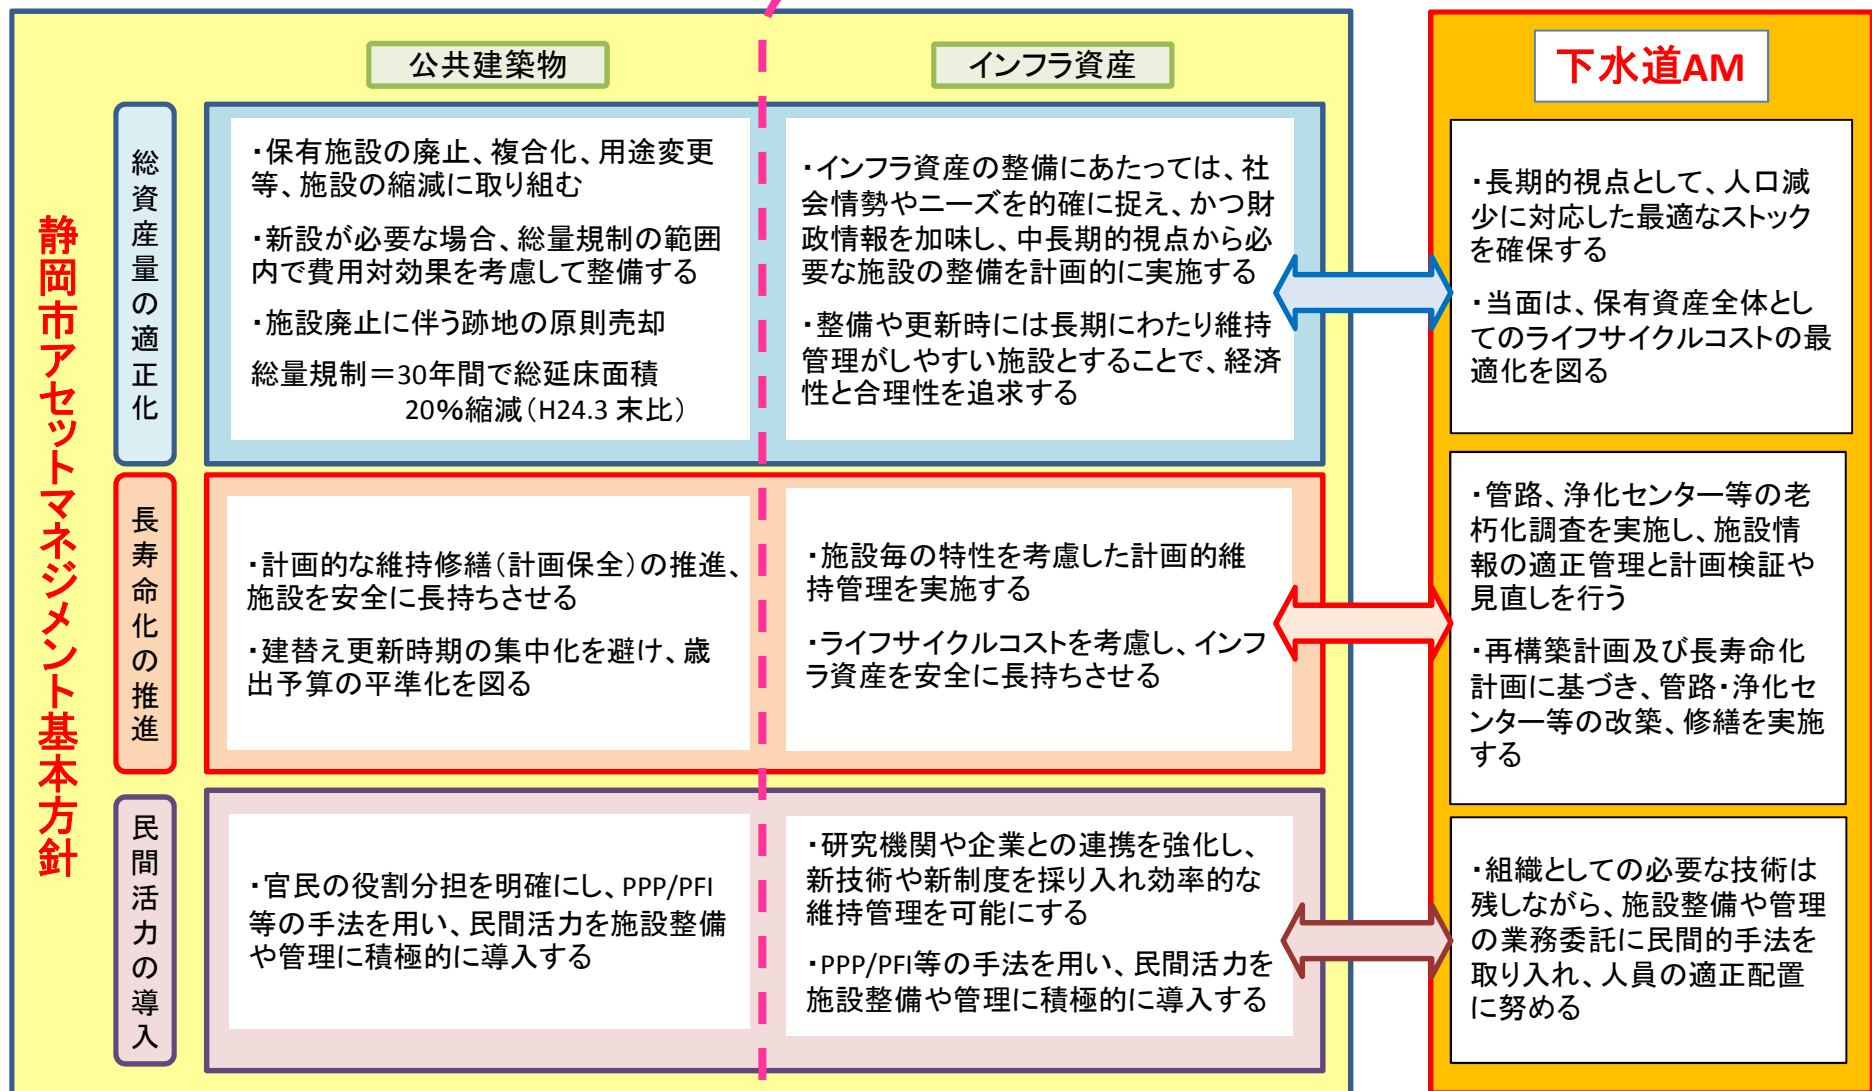 静岡市アセットマネジメント基本方針
公共建築物
インフラ資産
下水道AM
総資産量の適正化
・保有施設の廃止、複合化、用途変更
等、施設の縮減に取り組む
・新設が必要な場合、総量規制の範囲
内で費用対効果を考慮して整備する
・施設廃止に伴う跡地の原則売却
総量規制＝30年間で総延床面積
20%縮減（H24.3 末比）
・インフラ資産の整備にあたっては、社
会情勢やニーズを的確に捉え、かつ財
政情報を加味し、中長期的視点から必
要な施設の整備を計画的に実施する
・整備や更新時には長期にわたり維持
管理がしやすい施設とすることで、経済
性と合理性を追求する
・長期的視点として、人口減
少に対応した最適なストック
を確保する
・当面は、保有資産全体とし
てのライフサイクルコストの最
適化を図る
長寿命化の推進
・計画的な維持修繕（計画保全）の推進、
施設を安全に長持ちさせる
・建替え更新時期の集中化を避け、歳
出予算の平準化を図る
・施設毎の特性を考慮した計画的維
持管理を実施する
・ライフサイクルコストを考慮し、インフ
ラ資産を安全に長持ちさせる
・管路、浄化センター等の老
朽化調査を実施し、施設情
報の適正管理と計画検証や
見直しを行う
・再構築計画及び長寿命化
計画に基づき、管路・浄化セ
ンター等の改築、修繕を実施
する
民間活力の導入
・官民の役割分担を明確にし、PPP/PFI
等の手法を用い、民間活力を施設整備
や管理に積極的に導入する
・研究機関や企業との連携を強化し、
新技術や新制度を採り入れ効率的な
維持管理を可能にする
・PPP/PFI等の手法を用い、民間活力を
施設整備や管理に積極的に導入する
・組織としての必要な技術は
残しながら、施設整備や管理
の業務委託に民間的手法を
取り入れ、人員の適正配置
に努める